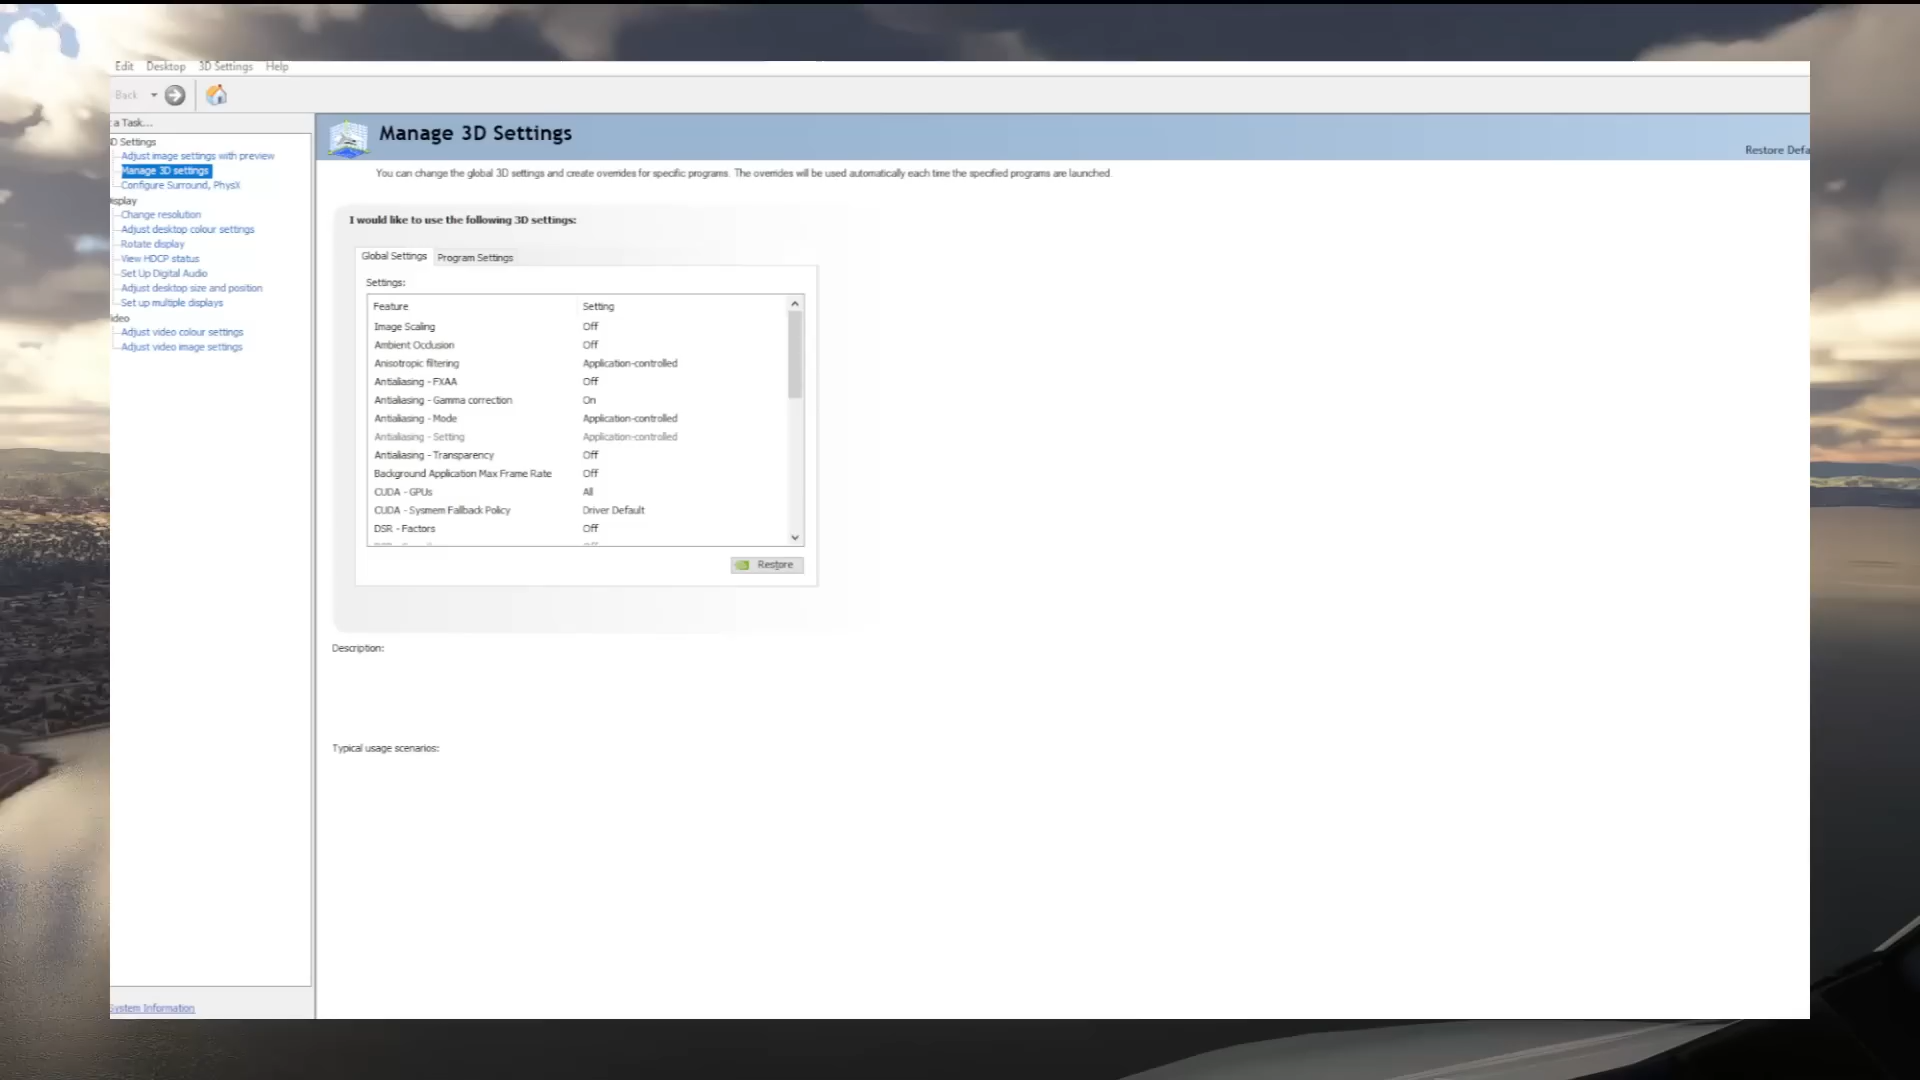 Edit Desktop 3D Settings Help
Back
a Task...
D Settings
Adjust image settings with preview
Manage 3D settings
Configure Surround, PhysX
isplay
Change resolution
Adjust desktop colour settings
Rotate display
View HDCP status
Set Up Digital Audio
Adjust desktop size and position
Set up multiple displays
ideo
Adjust video colour settings
Adjust video image settings
System Information
Manage 3D Settings
Restore Defa
You can change the global 3D settings and create overrides for specific programs. The overrides will be used automatically each time the specified programs are launched.
I would like to use the following 3D settings:
Global Settings Program Settings
Settings:
Feature Setting
Image Scaling Off
Ambient Occlusion Off
Anisotropic filtering Application-controlled
Antialiasing - FXAA Off
Antialiasing - Gamma correction On
Antialiasing - Mode Application-controlled
Antialiasing - Setting Application-controlled
Antialiasing - Transparency Off
Background Application Max Frame Rate Off
CUDA - GPUs All
CUDA - Sysmem Fallback Policy Driver Default
DSR - Factors Off
Restore
Description:
Typical usage scenarios: